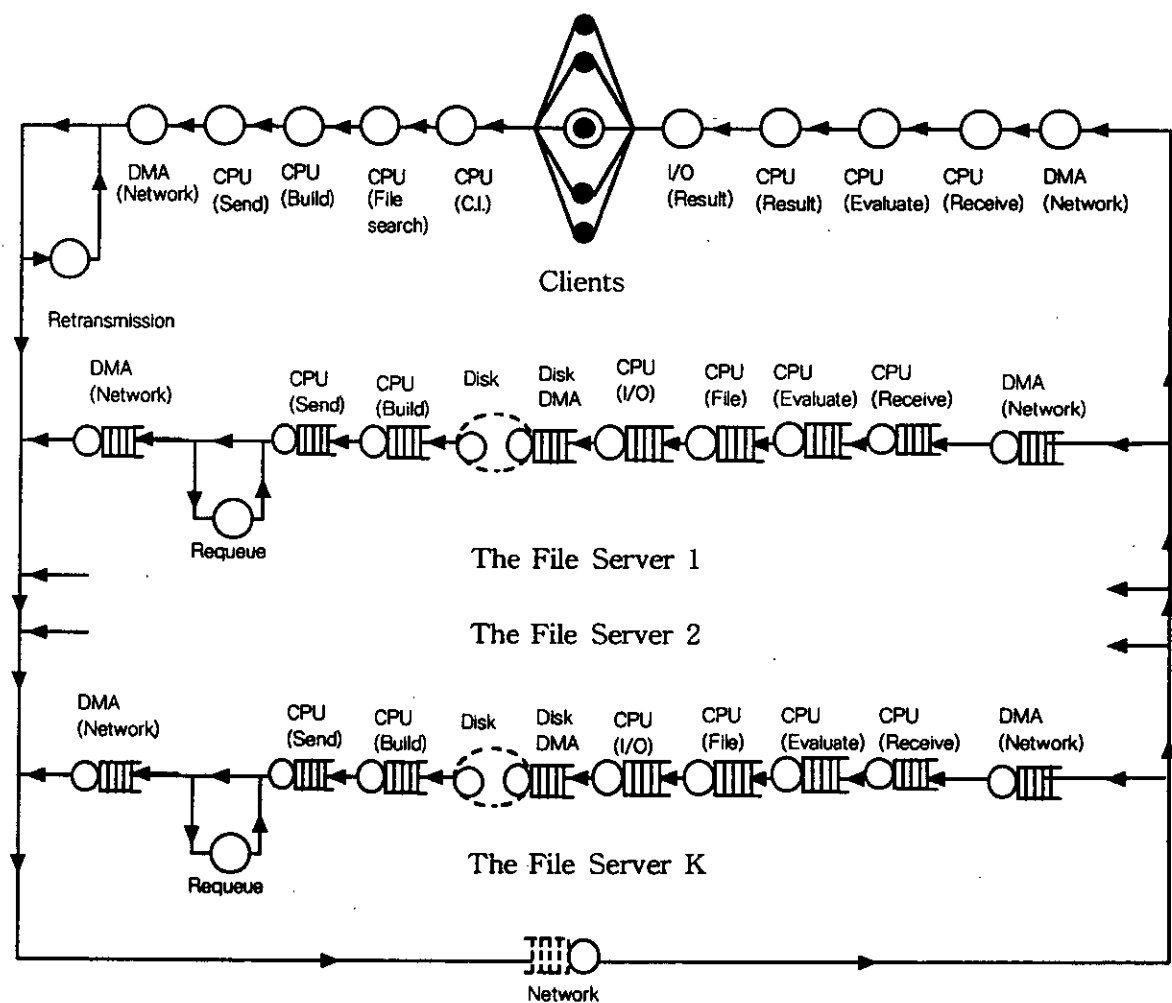 DMA
(Network)
CPU
(Send)
CPU
(Build)
CPU
(File
search)
CPU
(C.I.)
I/O
(Result)
CPU
(Result)
CPU
(Evaluate)
CPU
(Receive)
DMA
(Network)
Clients
Retransmission
DMA
(Network)
CPU
(Send)
CPU
(Build)
Disk
Disk
DMA
CPU
(I/O)
CPU
(File)
CPU
(Evaluate)
CPU
(Receive)
DMA
(Network)
Requeue
The File Server 1
The File Server 2
DMA
(Network)
CPU
(Send)
CPU
(Build)
Disk
Disk
DMA
CPU
(I/O)
CPU
(File)
CPU
(Evaluate)
CPU
(Receive)
DMA
(Network)
Requeue
The File Server K
Network